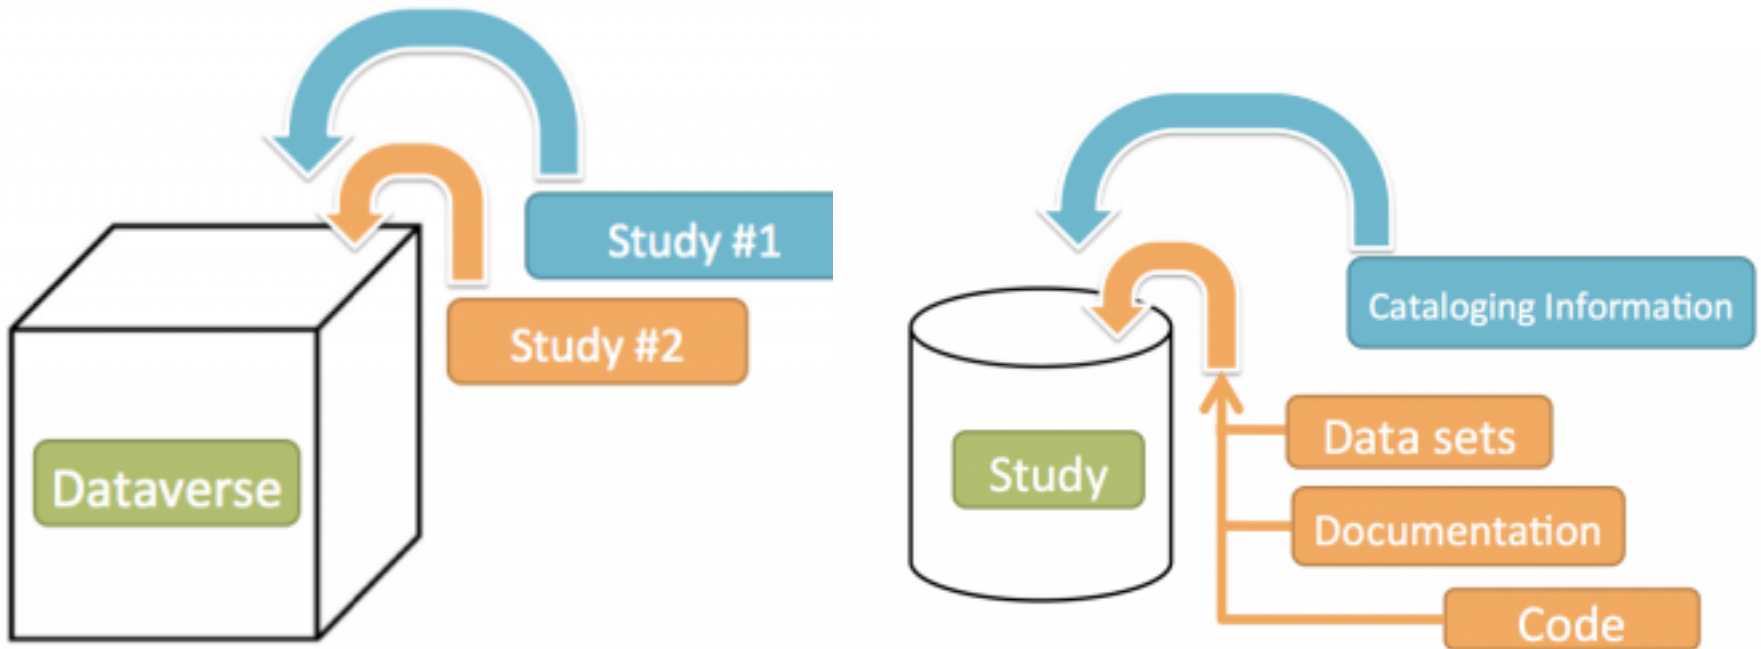 Study #1
Study #2
Dataverse
Cataloging Information
Study
Data sets
Documentation
Code